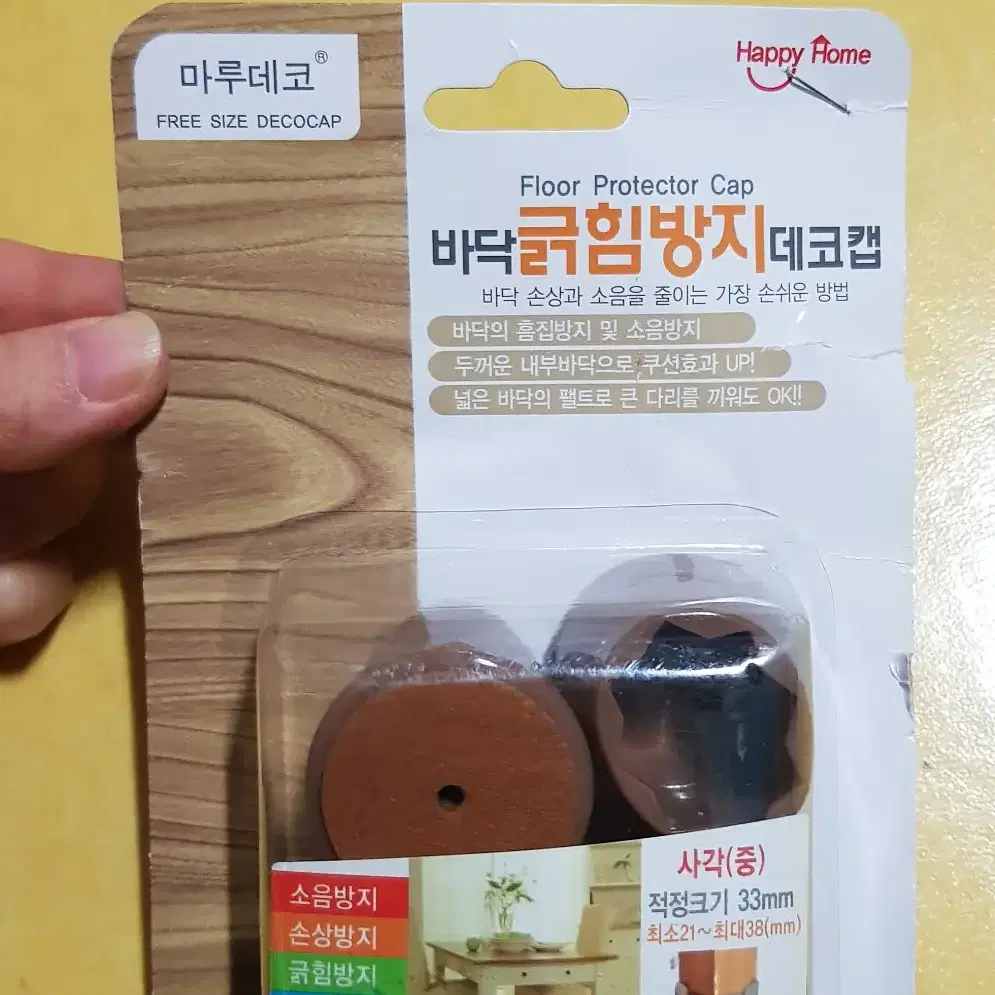 마루데코®
FREE SIZE DECOCAP
Happy Home
Floor Protector Cap
바닥긁힘방지데코캡
바닥 손상과 소음을 줄이는 가장 손쉬운 방법
바닥의 흠집방지 및 소음방지
두꺼운 내부바닥으로 쿠션효과 UP!
넓은 바닥의 팰트로 큰 다리를 끼워도 OK!!
소음방지
손상방지
긁힘방지
사각(중)
적정크기 33mm
최소21~최대38(mm)